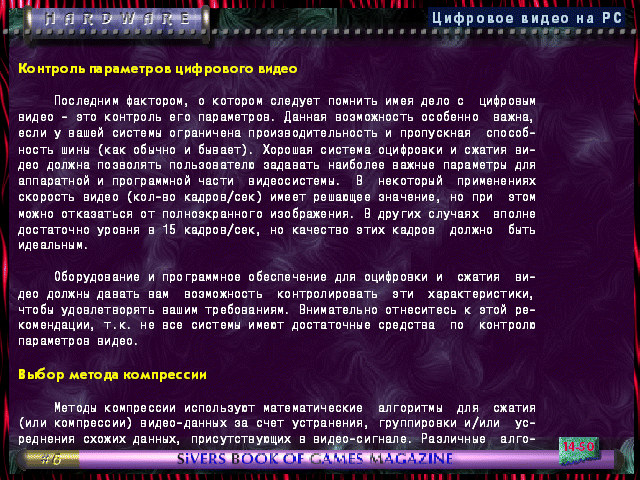 HARDWARE
Цифровое видео на PC
Контроль параметров цифрового видео
Последним фактором, о котором следует помнить имея дело с цифровым
видео - это контроль его параметров. Данная возможность особенно важна,
если у вашей системы ограничена производительность и пропускная способ-
ность шины (как обычно и бывает). Хорошая система оцифровки и сжатия ви-
део должна позволять пользователю задавать наиболее важные параметры для
аппаратной и программной части видеосистемы. В некоторый применениях
скорость видео (кол-во кадров/сек) имеет решающее значение, но при этом
можно отказаться от полноэкранного изображения. В других случаях вполне
достаточно уровня в 15 кадров/сек, но качество этих кадров должно быть
идеальным.
Оборудование и программное обеспечение для оцифровки и сжатия ви-
део должны давать вам возможность контролировать эти характеристики,
чтобы удовлетворять вашим требованиям. Внимательно отнеситесь к этой ре-
комендации, т.к. не все системы имеют достаточные средства по контролю
параметров видео.
Выбор метода компрессии
Методы компрессии используют математические алгоритмы для сжатия
(или компрессии) видео-данных за счет устранения, группировки и/или ус-
реднения схожих данных, присутствующих в видео-сигнале. Различные алго-
14-50
#6
SIVERS BOOK OF GAMES MAGAZINE